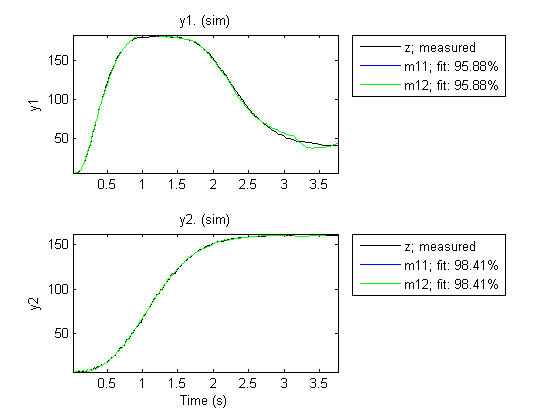 y1. (sim)
150
100
50
y1
0.5 1 1.5 2 2.5 3 3.5
z; measured
m11; fit: 95.88%
m12; fit: 95.88%
y2. (sim)
150
100
50
y2
0.5 1 1.5 2 2.5 3 3.5
Time (s)
z; measured
m11; fit: 98.41%
m12; fit: 98.41%